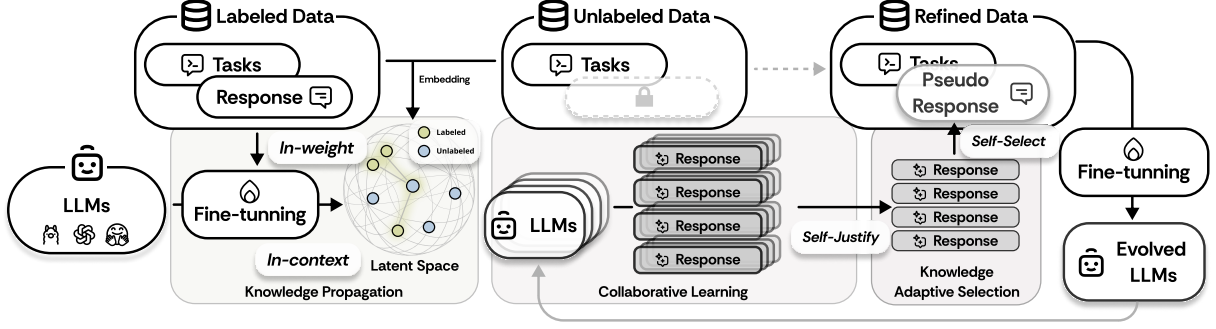 Labeled Data
Tasks
Response
Embedding
Unlabeled Data
Tasks
Refined Data
Tasks
Pseudo
Response
In-weight
Labeled
Unlabeled
LLMs
Fine-tunning
In-context
Latent Space
Knowledge Propagation
LLMs
Response
Response
Response
Response
Collaborative Learning
Self-Justify
Self-Select
Response
Response
Response
Response
Knowledge
Adaptive Selection
Fine-tunning
Evolved
LLMs